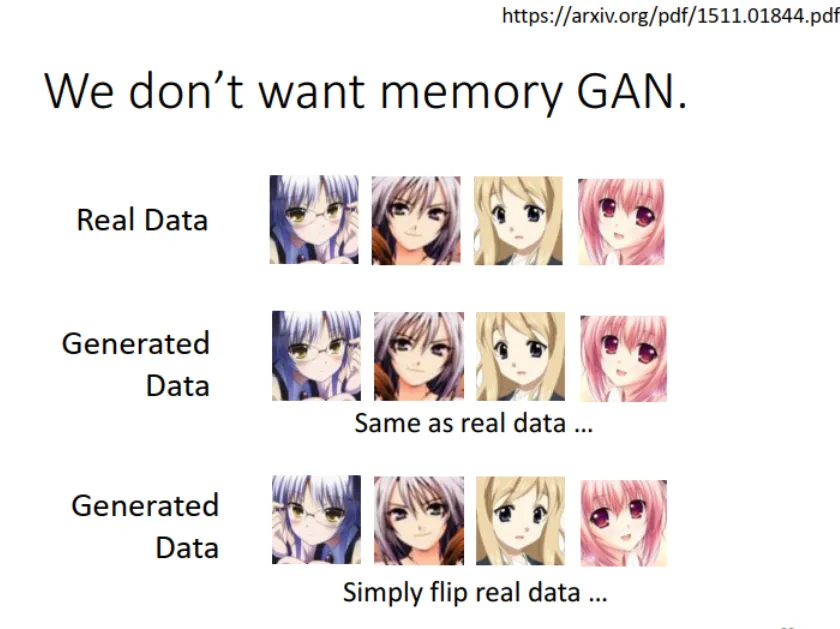 https://arxiv.org/pdf/1511.01844.pdf
We don’t want memory GAN.
Real Data
Generated
Data
Same as real data …
Generated
Data
Simply flip real data …